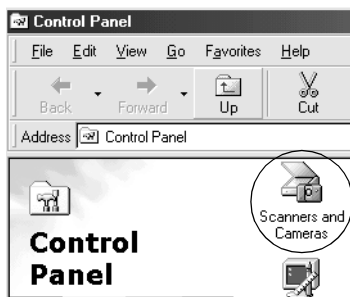 Control Panel
File Edit View Go Favorites Help
Back Forward Up Cut
Address Control Panel
Scanners and
Cameras
Control
Panel